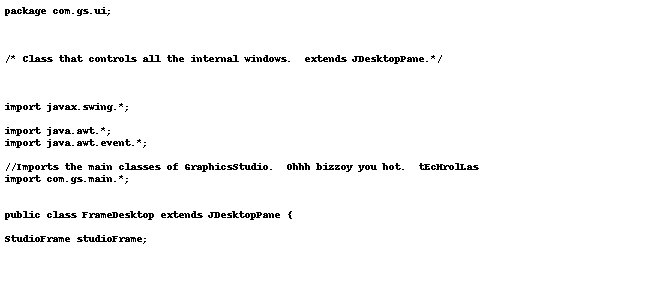 package com.gs.ui;
/* Class that controls all the internal windows.  extends JDesktopPane.*/
import javax.swing.*;
import java.awt.*;
import java.awt.event.*;
//Imports the main classes of GraphicsStudio.  Ohhh bizzoy you hot.  tEcHrolLas
import com.gs.main.*;
public class FrameDesktop extends JDesktopPane {
StudioFrame studioFrame;